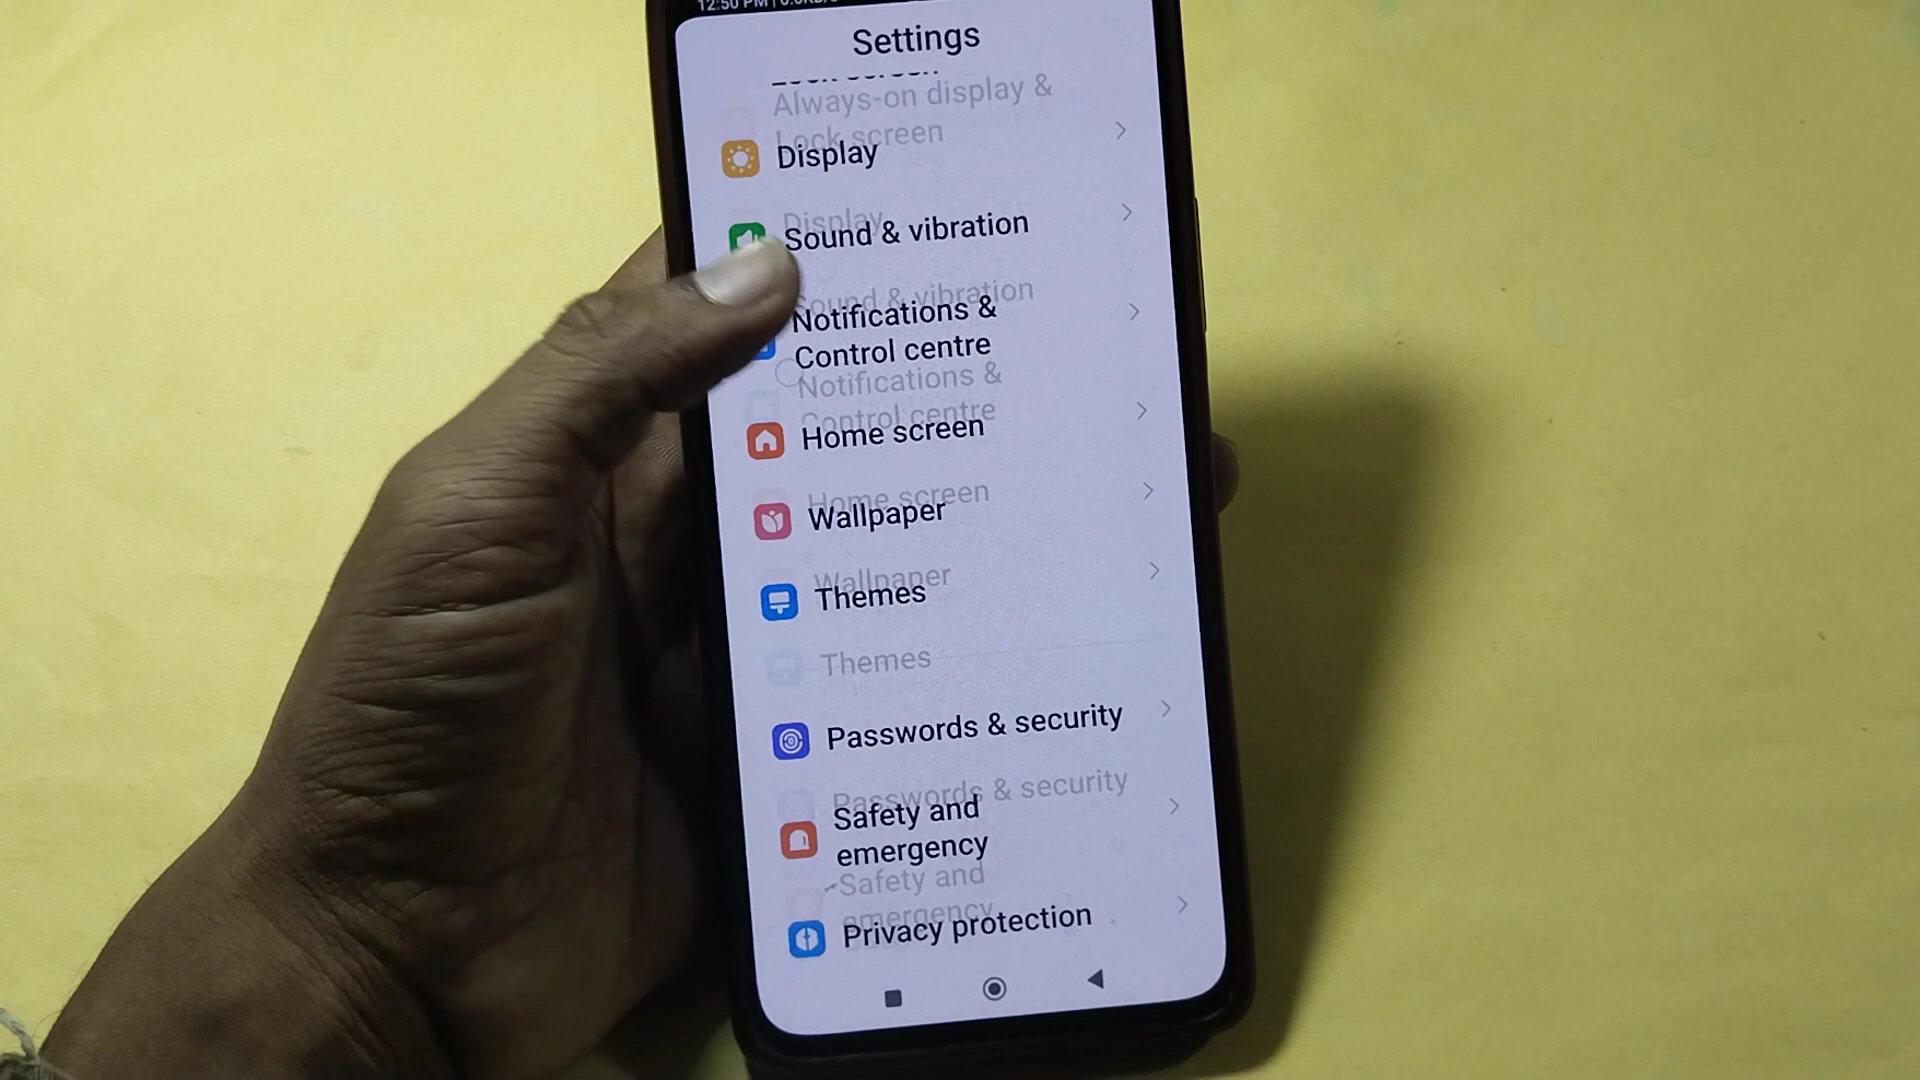 12:50 PM |
Settings
Always-on display &
Lock screen
Display
Display
Sound & vibration
Sound & vibration
Notifications &
Control centre
Notifications &
Control centre
Home screen
Home screen
Wallpaper
Wallpaper
Themes
Themes
Passwords & security
Passwords & security
Safety and
emergency
Safety and
emergency
Privacy protection